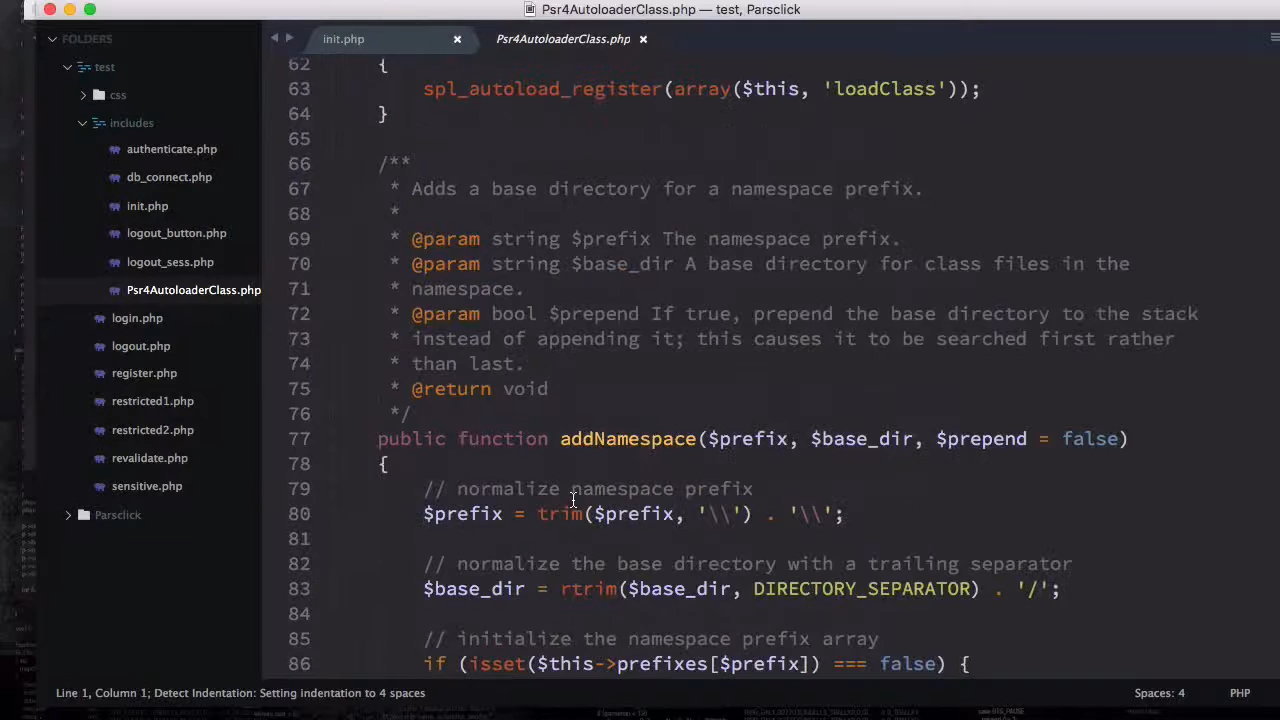 Psr4AutoloaderClass.php — test, Parsclick
FOLDERS
test
css
includes
authenticate.php
db_connect.php
init.php
logout_button.php
logout_sess.php
Psr4AutoloaderClass.php
login.php
logout.php
register.php
restricted1.php
restricted2.php
revalidate.php
sensitive.php
Parsclick
init.php
Psr4AutoloaderClass.php
62 {
63 spl_autoload_register(array($this, 'loadClass'));
64 }
65
66 /**
67 * Adds a base directory for a namespace prefix.
68 *
69 * @param string $prefix The namespace prefix.
70 * @param string $base_dir A base directory for class files in the
71 * namespace.
72 * @param bool $prepend If true, prepend the base directory to the stack
73 * instead of appending it; this causes it to be searched first rather
74 * than last.
75 * @return void
76 */
77 public function addNamespace($prefix, $base_dir, $prepend = false)
78 {
79 // normalize namespace prefix
80 $prefix = trim($prefix, '\\') . '\\';
81
82 // normalize the base directory with a trailing separator
83 $base_dir = rtrim($base_dir, DIRECTORY_SEPARATOR) . '/';
84
85 // initialize the namespace prefix array
86 if (isset($this->prefixes[$prefix]) === false) {
Line 1, Column 1; Detect Indentation: Setting indentation to 4 spaces
Spaces: 4
PHP